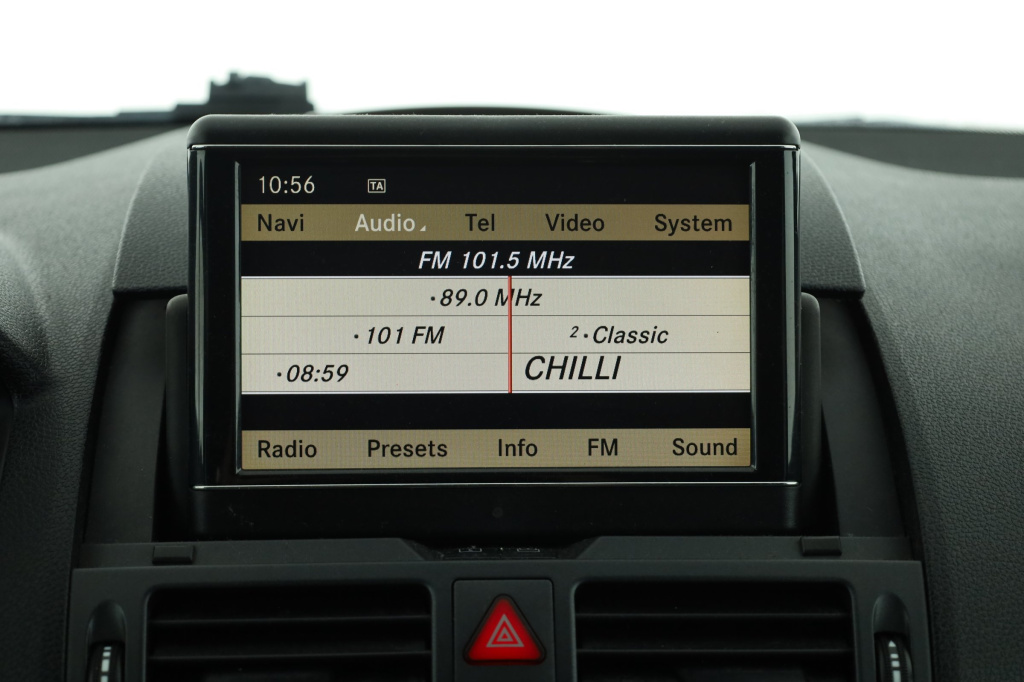 10:56 TA
Navi Audio Tel Video System
FM 101.5 MHz
·89.0 MHz
·101 FM 2·Classic
·08:59 CHILLI
Radio Presets Info FM Sound